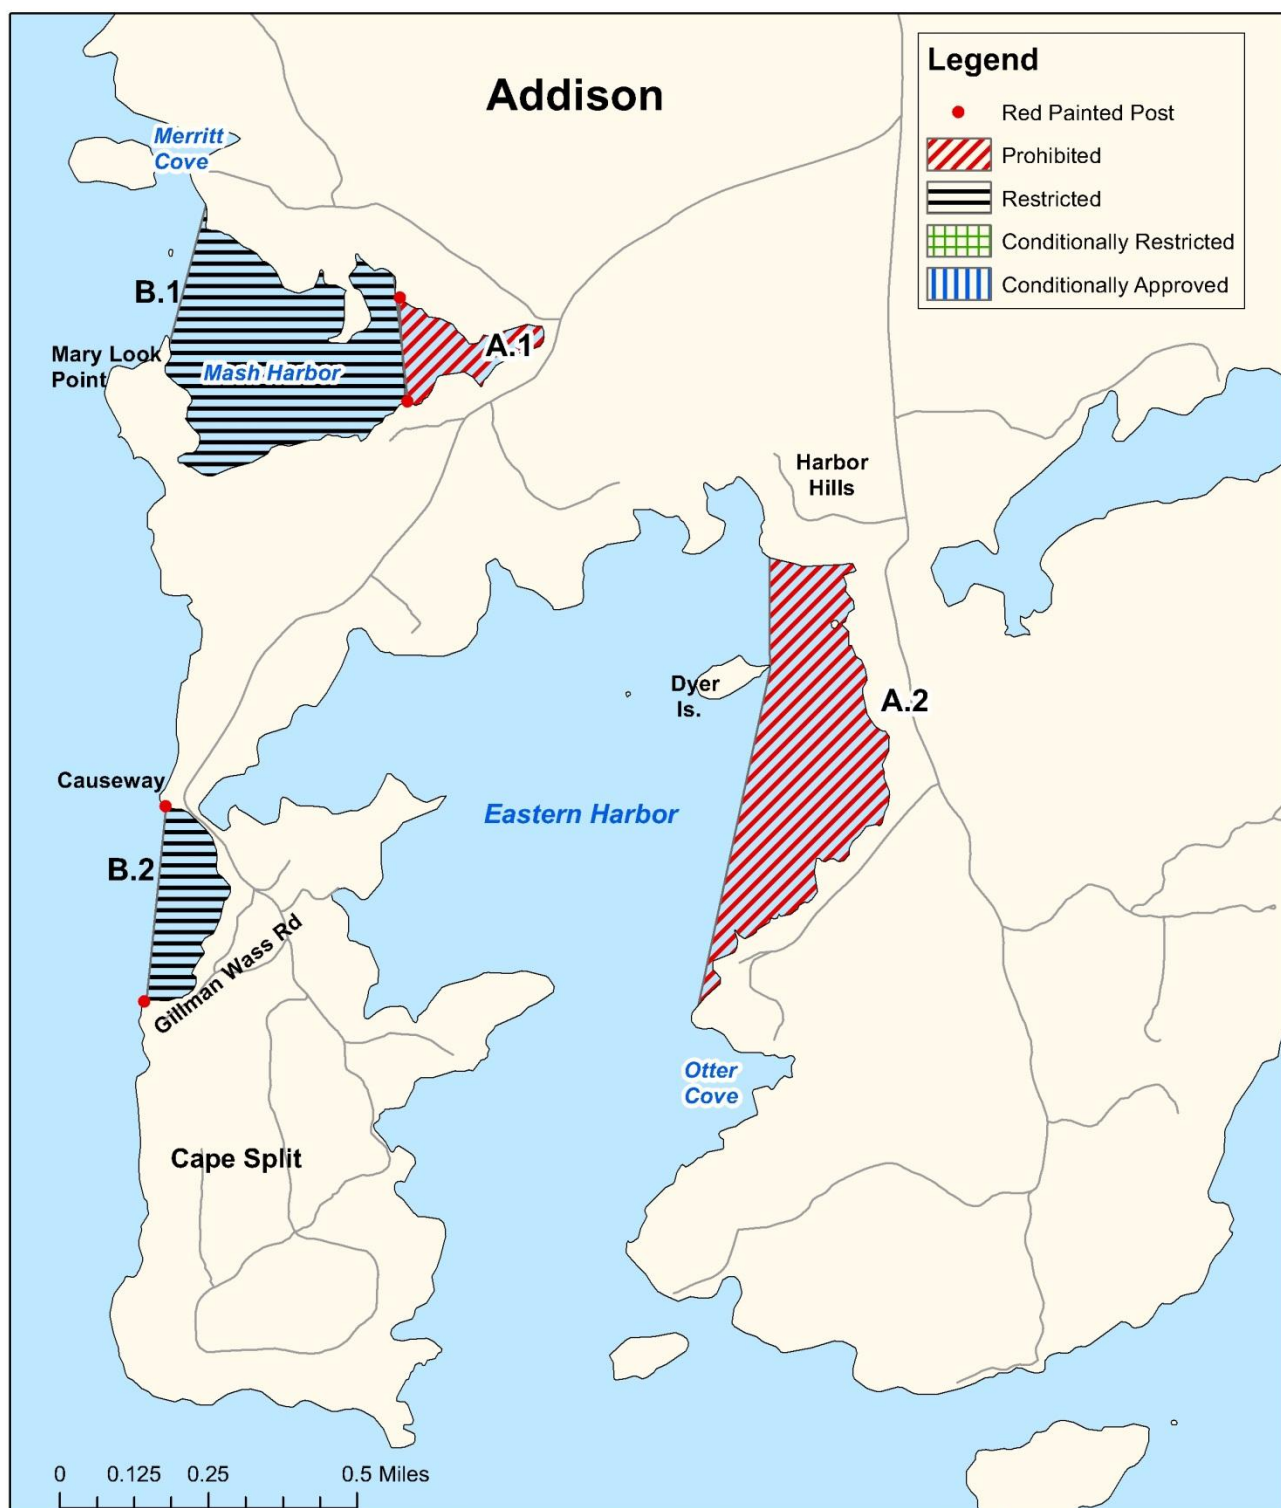 Addison
Legend
Red Painted Post
Prohibited
Restricted
Conditionally Restricted
Conditionally Approved
Merritt
Cove
B.1
Mary Look
Point
Mash Harbor
A.1
Harbor
Hills
Dyer
Is.
A.2
Causeway
Eastern Harbor
B.2
Gillman Wass Rd
Otter
Cove
Cape Split
0 0.125 0.25 0.5 Miles